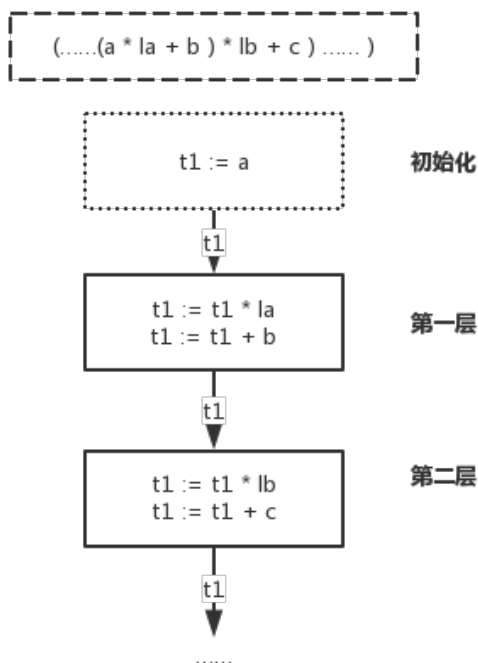 (……(a * la + b ) * lb + c ) …… )
t1 := a
初始化
t1
t1 := t1 * la
t1 := t1 + b
第一层
t1
t1 := t1 * lb
t1 := t1 + c
第二层
t1
……